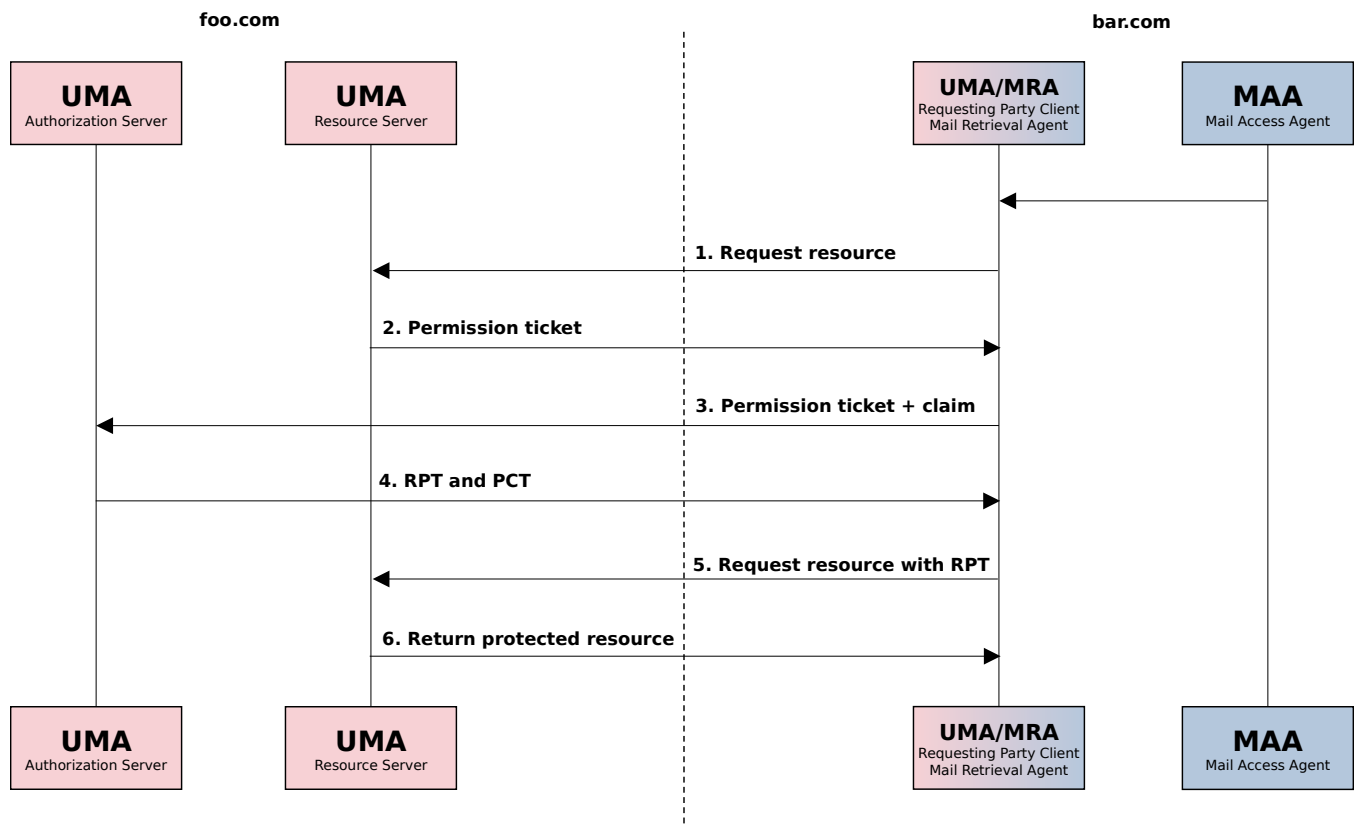 foo.com
bar.com
UMA
Authorization Server
UMA
Resource Server
UMA/MRA
Requesting Party Client
Mail Retrieval Agent
MAA
Mail Access Agent
1. Request resource
2. Permission ticket
3. Permission ticket + claim
4. RPT and PCT
5. Request resource with RPT
6. Return protected resource
UMA
Authorization Server
UMA
Resource Server
UMA/MRA
Requesting Party Client
Mail Retrieval Agent
MAA
Mail Access Agent